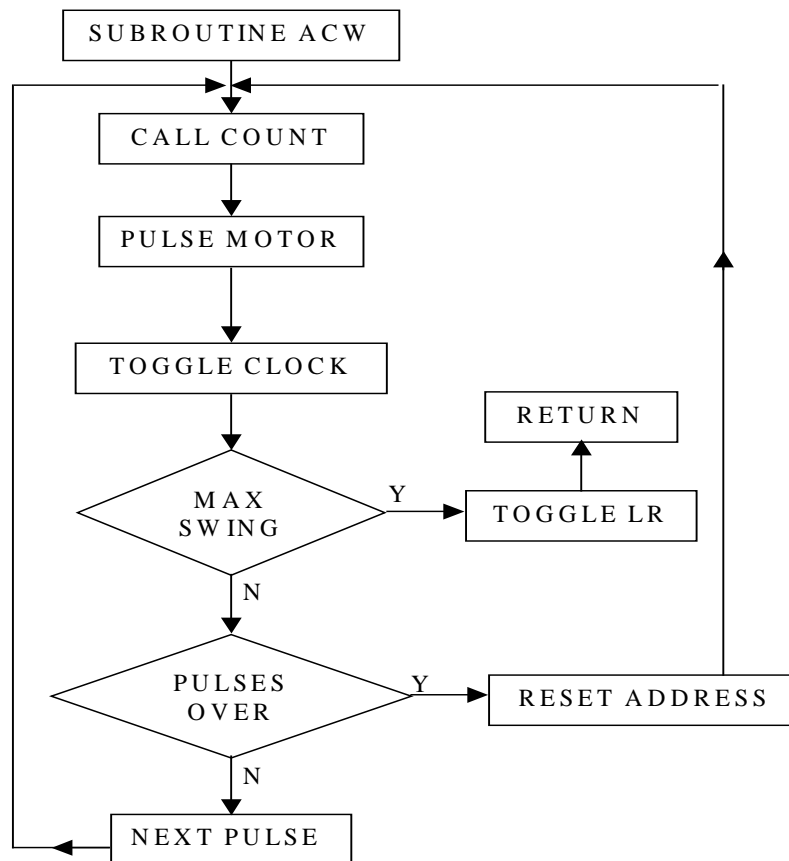 SUBROUTINE ACW
CALL COUNT
PULSE MOTOR
TOGGLE CLOCK
RETURN
MAX
SWING
Y
TOGGLE LR
N
PULSES
OVER
Y
RESET ADDRESS
N
NEXT PULSE